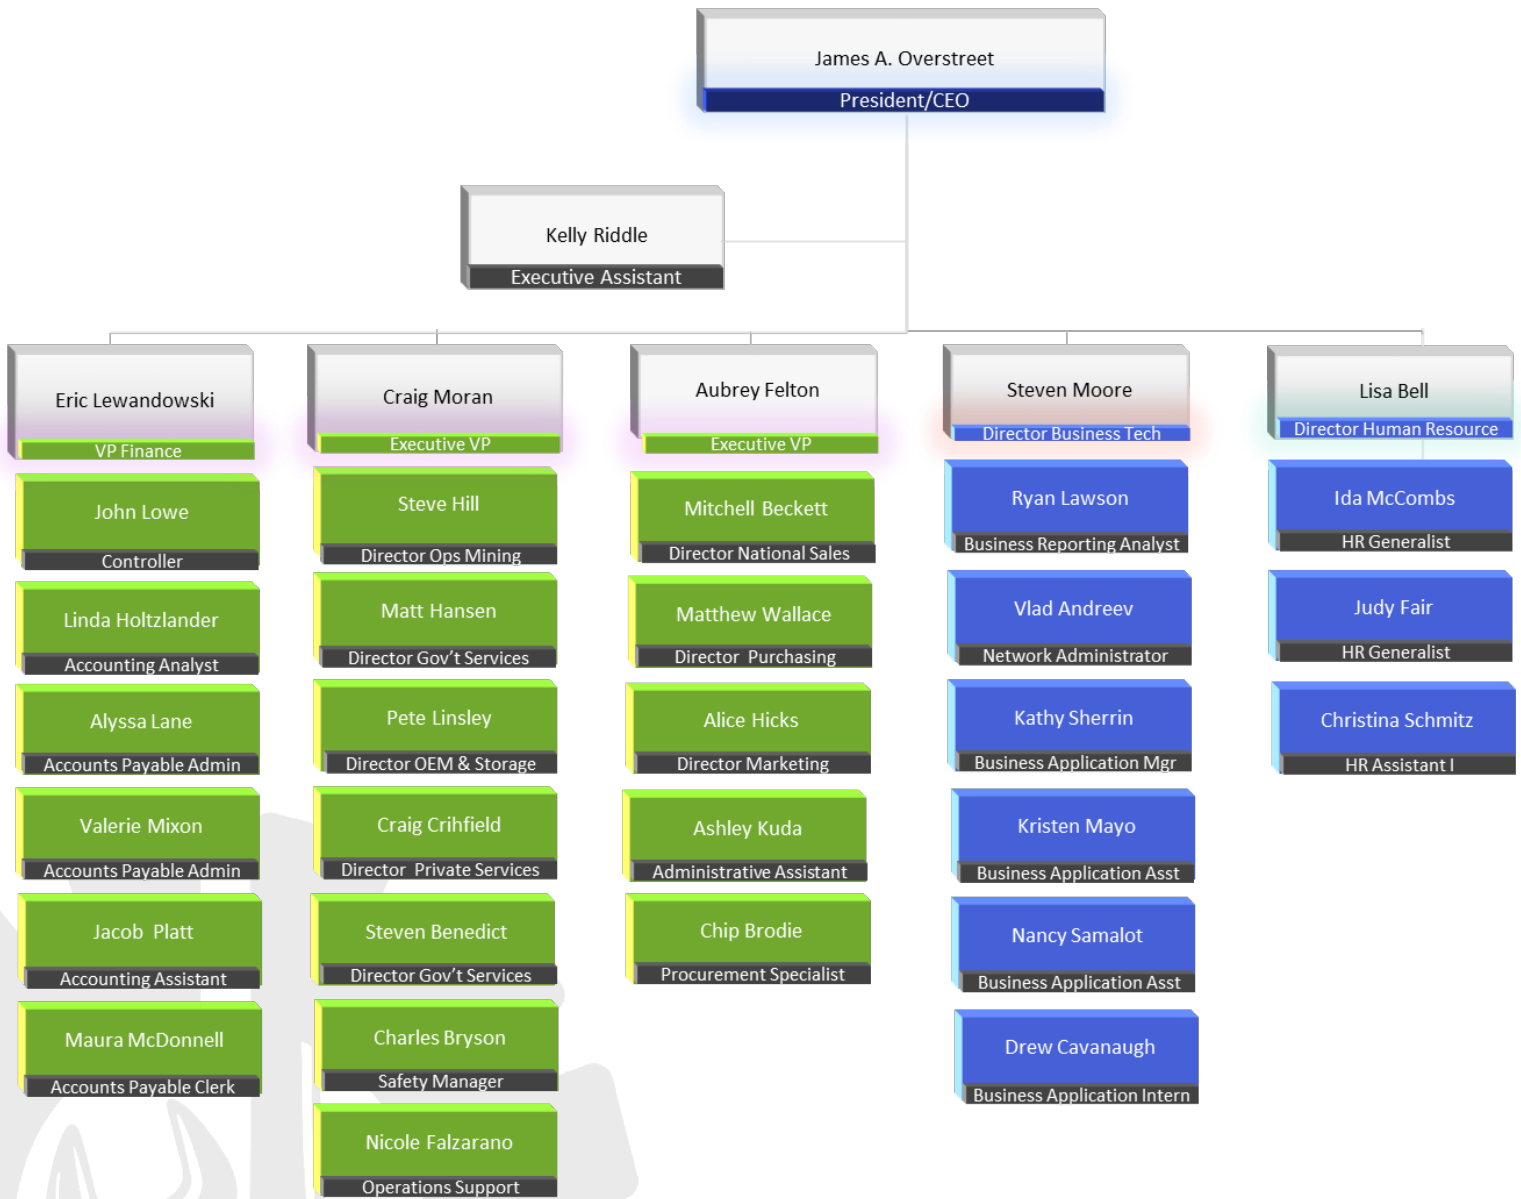 James A. Overstreet
President/CEO
Kelly Riddle
Executive Assistant
Eric Lewandowski
VP Finance
John Lowe
Controller
Linda Holtzlander
Accounting Analyst
Alyssa Lane
Accounts Payable Admin
Valerie Mixon
Accounts Payable Admin
Jacob Platt
Accounting Assistant
Maura McDonnell
Accounts Payable Clerk
Craig Moran
Executive VP
Steve Hill
Director Ops Mining
Matt Hansen
Director Gov't Services
Pete Linsley
Director OEM & Storage
Craig Crihfield
Director Private Services
Steven Benedict
Director Gov't Services
Charles Bryson
Safety Manager
Nicole Falzarano
Operations Support
Aubrey Felton
Executive VP
Mitchell Beckett
Director National Sales
Matthew Wallace
Director Purchasing
Alice Hicks
Director Marketing
Ashley Kuda
Administrative Assistant
Chip Brodie
Procurement Specialist
Steven Moore
Director Business Tech
Ryan Lawson
Business Reporting Analyst
Vlad Andreev
Network Administrator
Kathy Sherrin
Business Application Mgr
Kristen Mayo
Business Application Asst
Nancy Samalot
Business Application Asst
Drew Cavanaugh
Business Application Intern
Lisa Bell
Director Human Resource
Ida McCombs
HR Generalist
Judy Fair
HR Generalist
Christina Schmitz
HR Assistant I